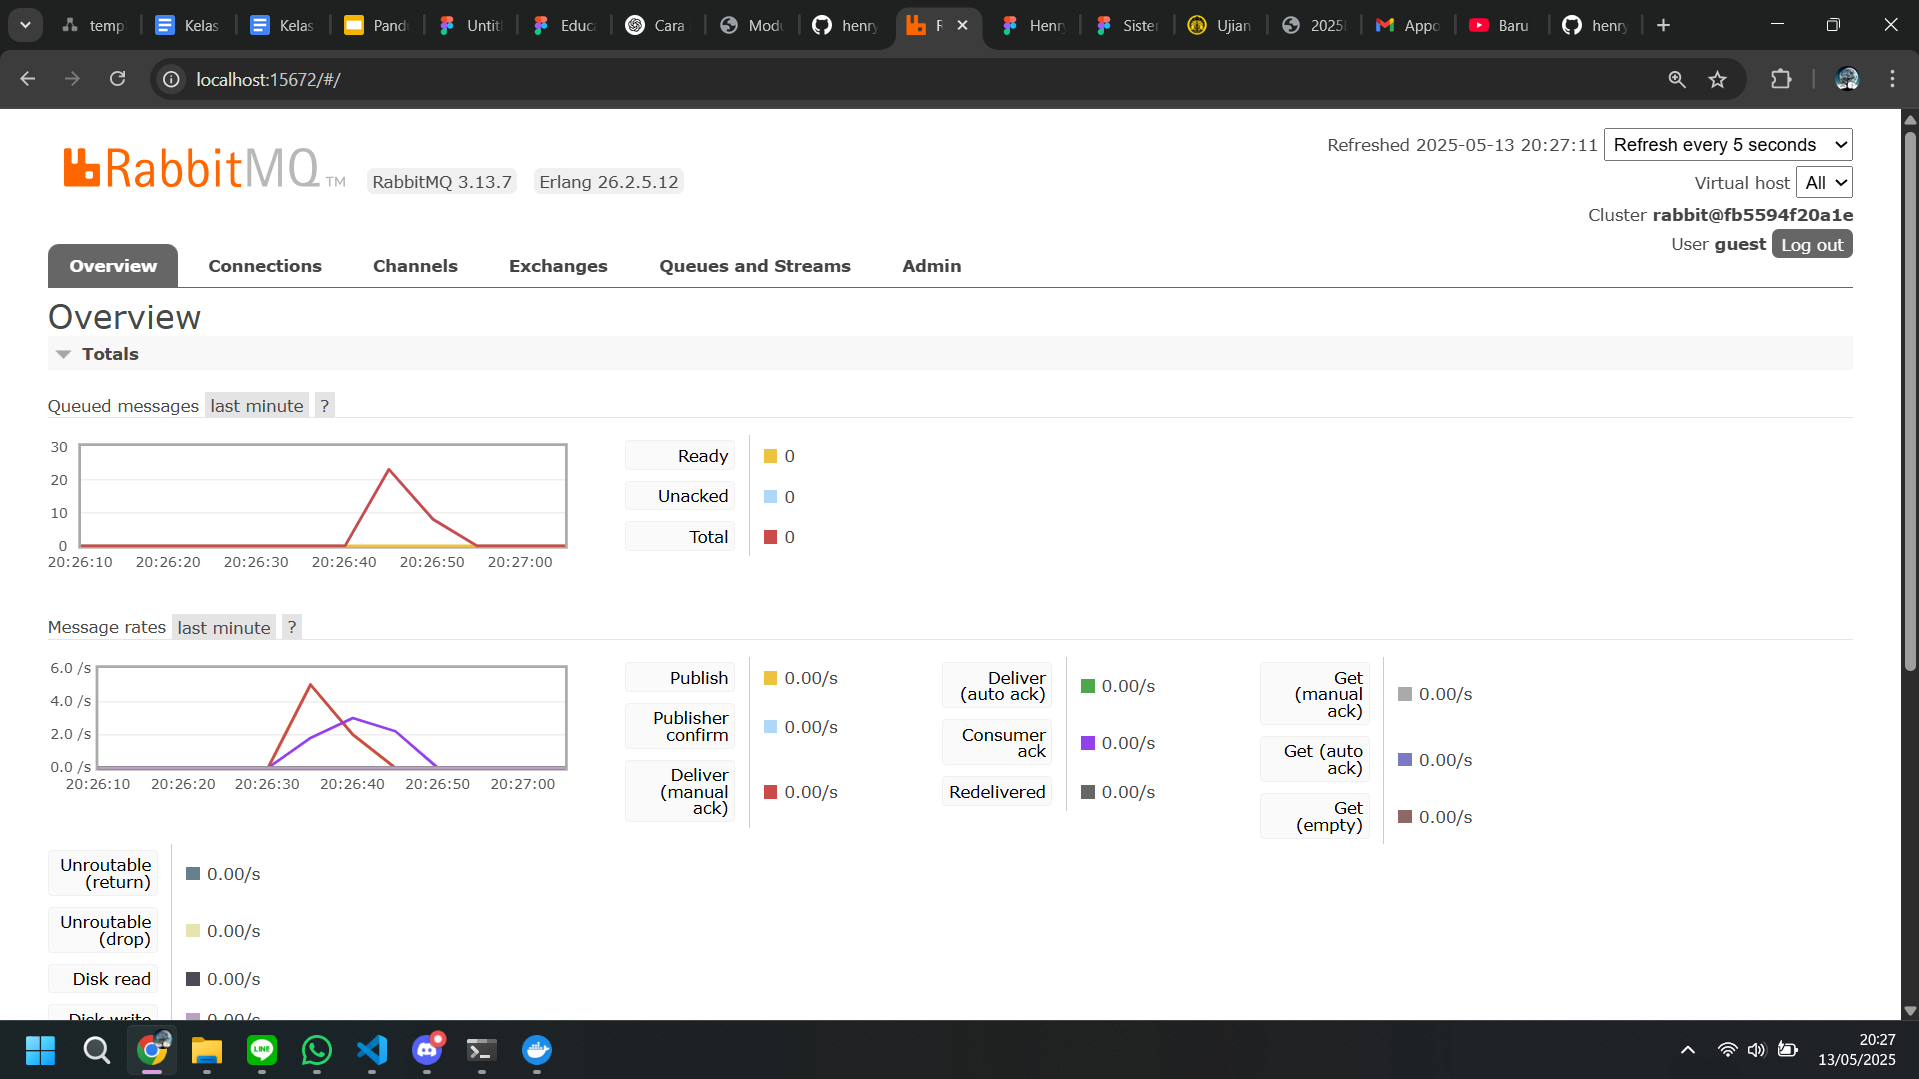 temp
Kelas
Kelas
Pand
Untit
Educ
Cara
Modu
henry
R
Henr
Sister
Ujian
2025
Appo
Baru
henry
localhost:15672/#/
RabbitMQ TM
RabbitMQ 3.13.7
Erlang 26.2.5.12
Refreshed 2025-05-13 20:27:11
Refresh every 5 seconds
Virtual host All
Cluster rabbit@fb5594f20a1e
User guest Log out
Overview
Connections
Channels
Exchanges
Queues and Streams
Admin
Overview
Totals
Queued messages last minute ?
30
20
10
0
20:26:10 20:26:20 20:26:30 20:26:40 20:26:50 20:27:00
Ready 0
Unacked 0
Total 0
Message rates last minute ?
6.0 /s
4.0 /s
2.0 /s
0.0 /s
20:26:10 20:26:20 20:26:30 20:26:40 20:26:50 20:27:00
Publish 0.00/s
Publisher
confirm 0.00/s
Deliver
(manual 0.00/s
ack)
Deliver
(auto ack) 0.00/s
Consumer
ack 0.00/s
Redelivered 0.00/s
Get
(manual 0.00/s
ack)
Get (auto
ack) 0.00/s
Get
(empty) 0.00/s
Unroutable
(return) 0.00/s
Unroutable
(drop) 0.00/s
Disk read 0.00/s
Disk write 0.00/s
LINE
20:27
13/05/2025